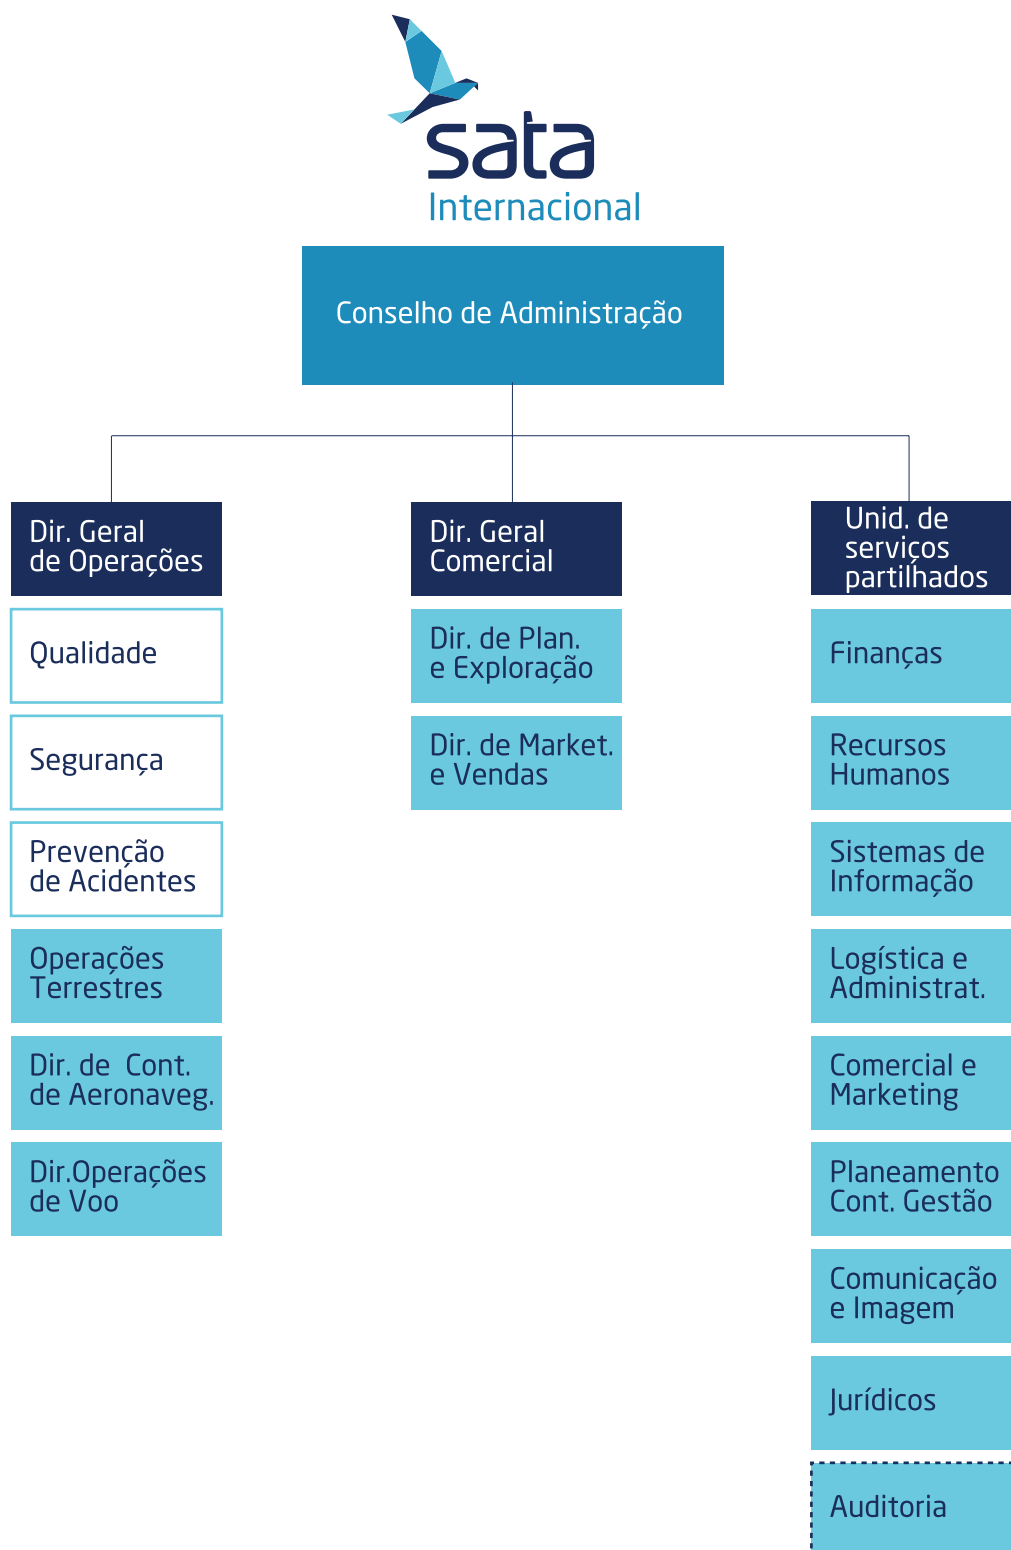 sata
Internacional
Conselho de Administração
Dir. Geral
de Operações
Qualidade
Segurança
Prevenção
de Acidentes
Operações
Terrestres
Dir. de  Cont.
de Aeronaveg.
Dir.Operações
de Voo
Dir. Geral
Comercial
Dir. de Plan.
e Exploração
Dir. de Market.
e Vendas
Unid. de
serviços
partilhados
Finanças
Recursos
Humanos
Sistemas de
Informação
Logística e
Administrat.
Comercial e
Marketing
Planeamento
Cont. Gestão
Comunicação
e Imagem
Jurídicos
Auditoria